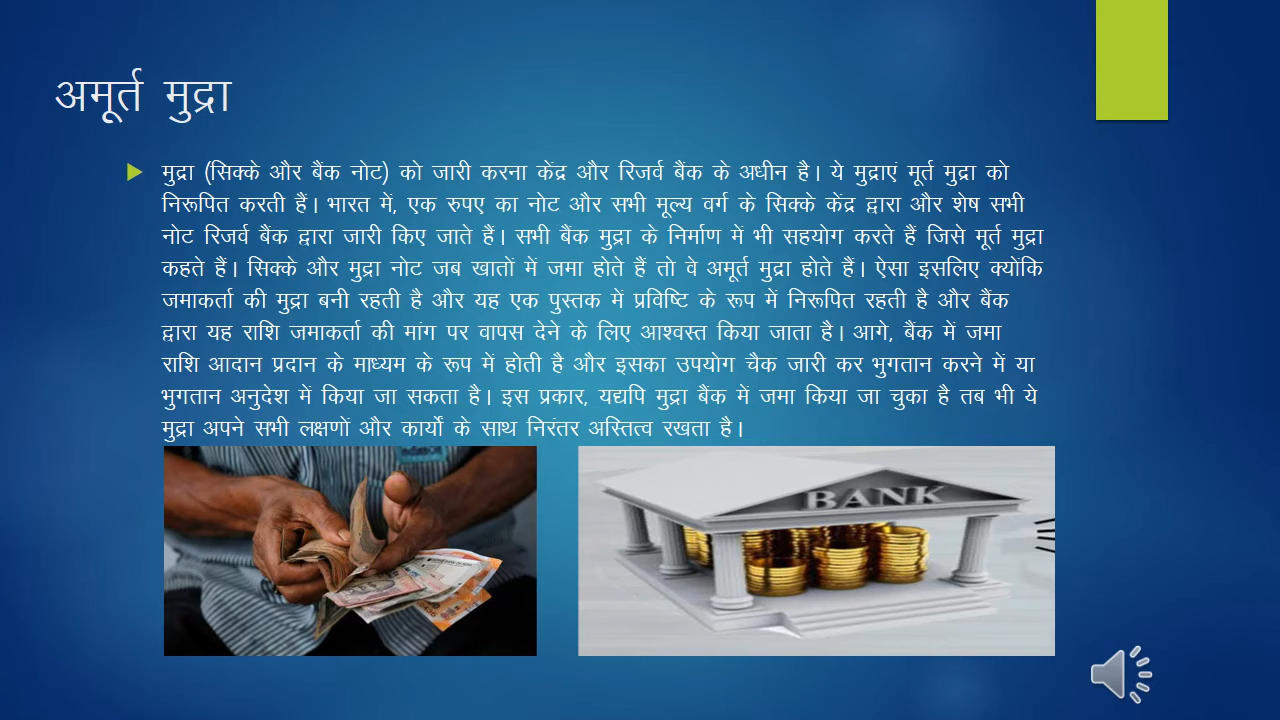 अमूर्त मुद्रा
मुद्रा (सिक्के और बैंक नोट) को जारी करना केंद्र और रिजर्व बैंक के अधीन है। ये मुद्राएं मूर्त मुद्रा को
निरूपित करती हैं। भारत में, एक रुपए का नोट और सभी मूल्य वर्ग के सिक्के केंद्र द्वारा और शेष सभी
नोट रिजर्व बैंक द्वारा जारी किए जाते हैं। सभी बैंक मुद्रा के निर्माण में भी सहयोग करते हैं जिसे मूर्त मुद्रा
कहते हैं। सिक्के और मुद्रा नोट जब खातों में जमा होते हैं तो वे अमूर्त मुद्रा होते हैं। ऐसा इसलिए क्योंकि
जमाकर्ता की मुद्रा बनी रहती है और यह एक पुस्तक में प्रविष्टि के रूप में निरूपित रहती है और बैंक
द्वारा यह राशि जमाकर्ता की मांग पर वापस देने के लिए आश्वस्त किया जाता है। आगे, बैंक में जमा
राशि आदान प्रदान के माध्यम के रूप में होती है और इसका उपयोग चैक जारी कर भुगतान करने में या
भुगतान अनुदेश में किया जा सकता है। इस प्रकार, यद्यपि मुद्रा बैंक में जमा किया जा चुका है तब भी ये
मुद्रा अपने सभी लक्षणों और कार्यों के साथ निरंतर अस्तित्व रखता है।
BANK